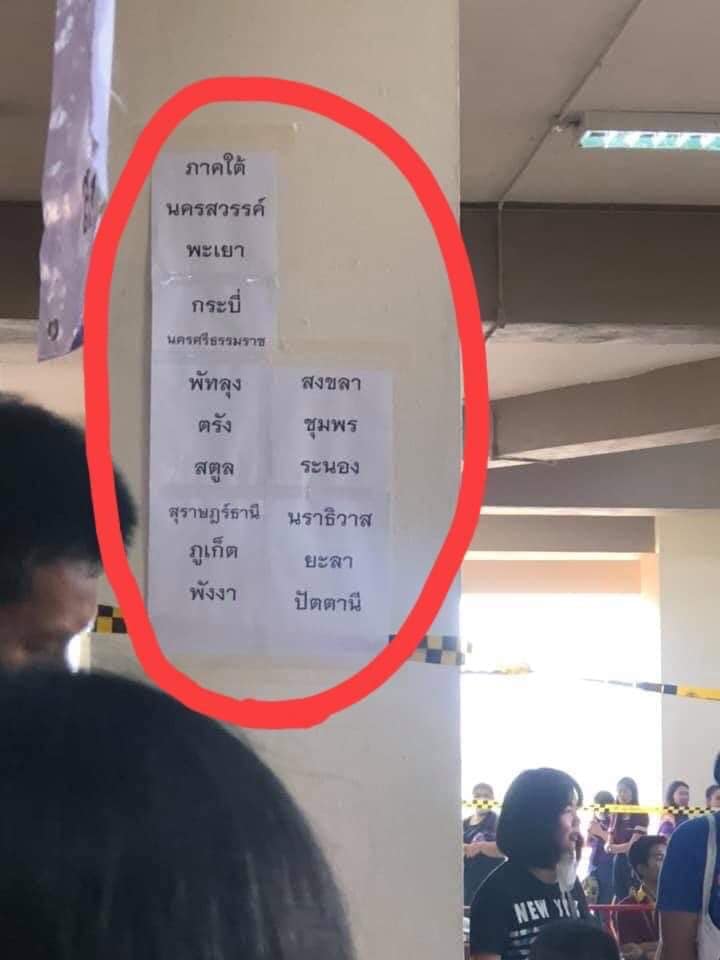 ภาคใต้
นครสวรรค์
พะเยา
กระบี่
นครศรีธรรมราช
พัทลุง
ตรัง
สตูล
สุราษฎร์ธานี
ภูเก็ต
พังงา
สงขลา
ชุมพร
ระนอง
นราธิวาส
ยะลา
ปัตตานี
NEW